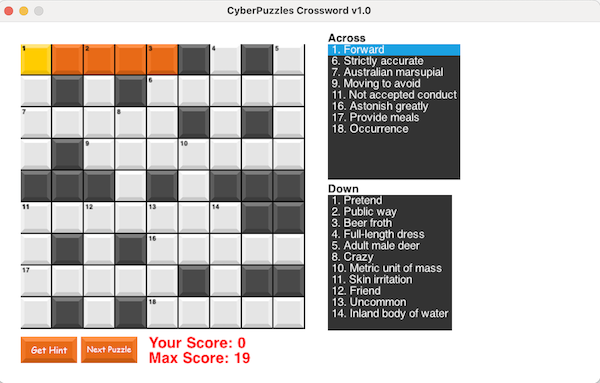 CyberPuzzles Crossword v1.0
1 2 3 4 5
6
7 8
9 10
11 12 13 14
16
17
18
Across
1. Forward
6. Strictly accurate
7. Australian marsupial
9. Moving to avoid
11. Not accepted conduct
16. Astonish greatly
17. Provide meals
18. Occurrence
Down
1. Pretend
2. Public way
3. Beer froth
4. Full-length dress
5. Adult male deer
8. Crazy
10. Metric unit of mass
11. Skin irritation
12. Friend
13. Uncommon
14. Inland body of water
Get Hint
Next Puzzle
Your Score: 0
Max Score: 19